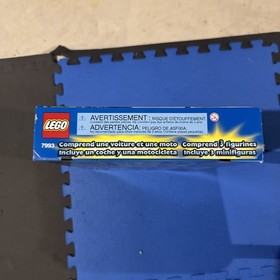 LEGO
7993
AVERTISSEMENT : RISQUE D'ÉTOUFFEMENT.
ADVERTENCIA: PELIGRO DE ASFIXIA.
Comprend une voiture et une moto Comprend 3 figurines
Incluye un coche y una motocicleta Incluye 3 minifiguras